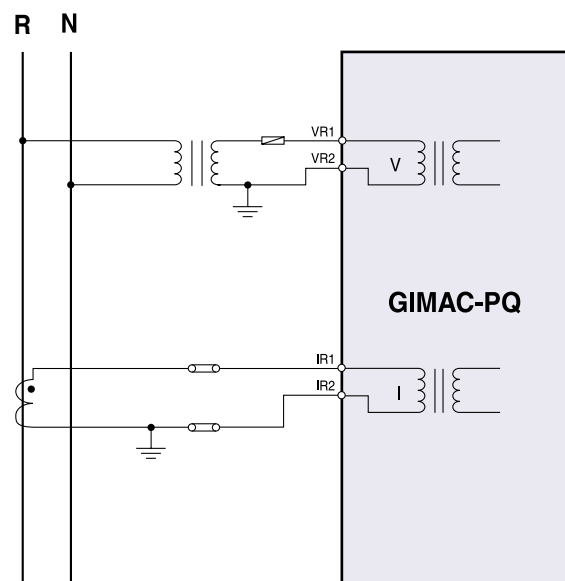 R N
VR1
VR2
V
GIMAC-PQ
IR1
IR2
I